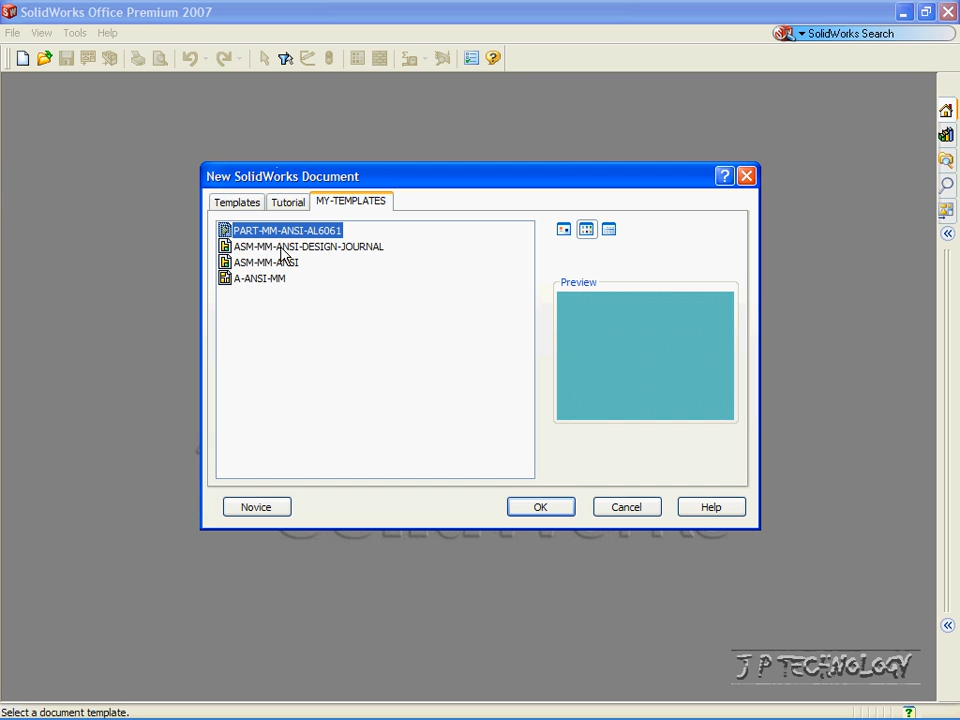 SolidWorks Office Premium 2007
File View Tools Help
SolidWorks Search
New SolidWorks Document
Templates Tutorial MY-TEMPLATES
PART-MM-ANSI-AL6061
ASM-MM-ANSI-DESIGN-JOURNAL
ASM-MM-ANSI
A-ANSI-MM
Preview
Novice OK Cancel Help
J P TECHNOLOGY
Select a document template.